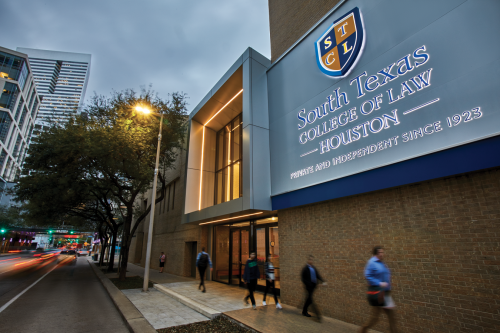 S T
C L
South Texas
COLLEGE OF LAW
HOUSTON
PRIVATE AND INDEPENDENT SINCE 1923